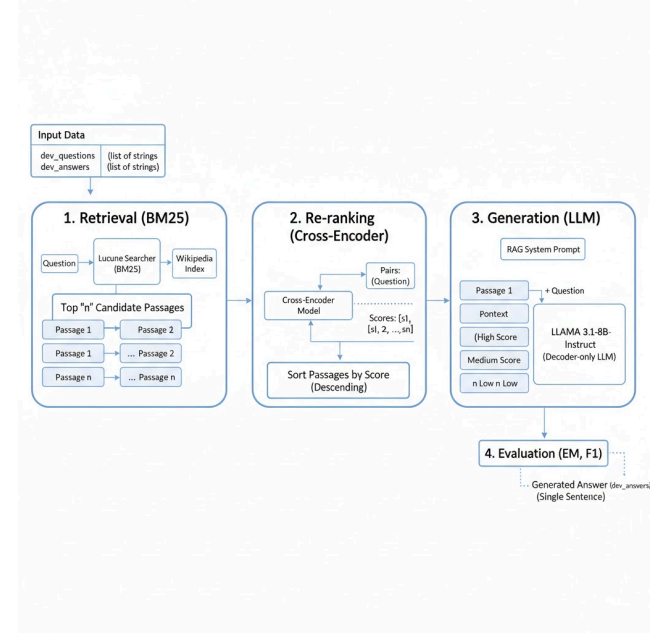 Input Data
dev_questions (list of strings
dev_answers (list of strings)
1. Retrieval (BM25)
Question
Lucune Searcher
(BM25)
Wikipedia
Index
Top "n" Candidate Passages
Passage 1
Passage 2
Passage 1
... Passage 2
Passage n
... Passage n
2. Re-ranking
(Cross-Encoder)
Pairs:
(Question)
Cross-Encoder
Model
Scores: [s1,
[sl, 2, ...,sn]
Sort Passages by Score
(Descending)
3. Generation (LLM)
RAG System Prompt
Passage 1
+ Question
Pontext
(High Score
Medium Score
n Low n Low
LLAMA 3.1-8B-
Instruct
(Decoder-only LLM)
4. Evaluation (EM, F1)
Generated Answer (dev_answers)
(Single Sentence)